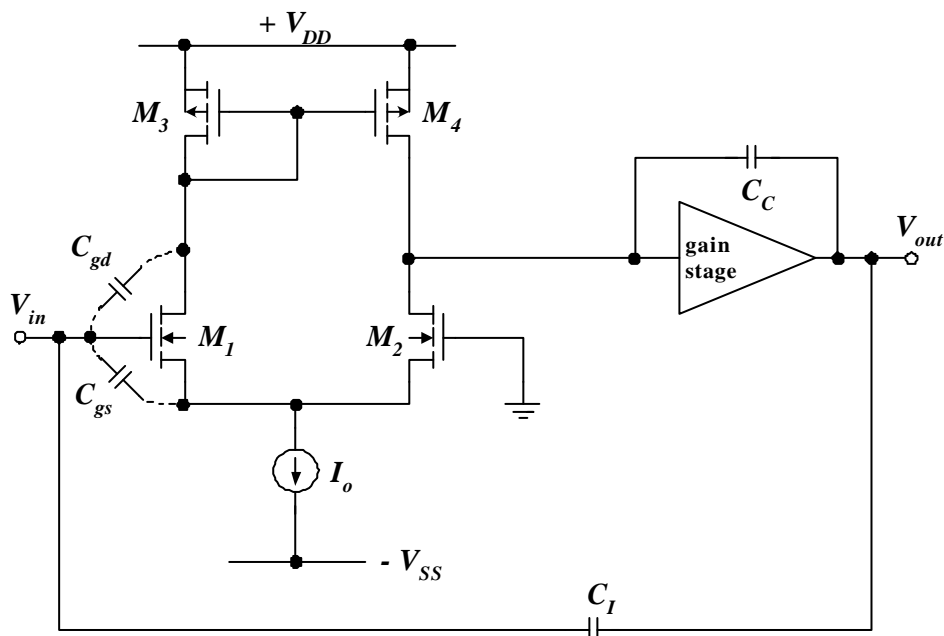 + V_DD
M_3
M_4
C_C
V_out
gain
stage
C_gd
V_in
M_1
M_2
C_gs
I_o
- V_SS
C_I